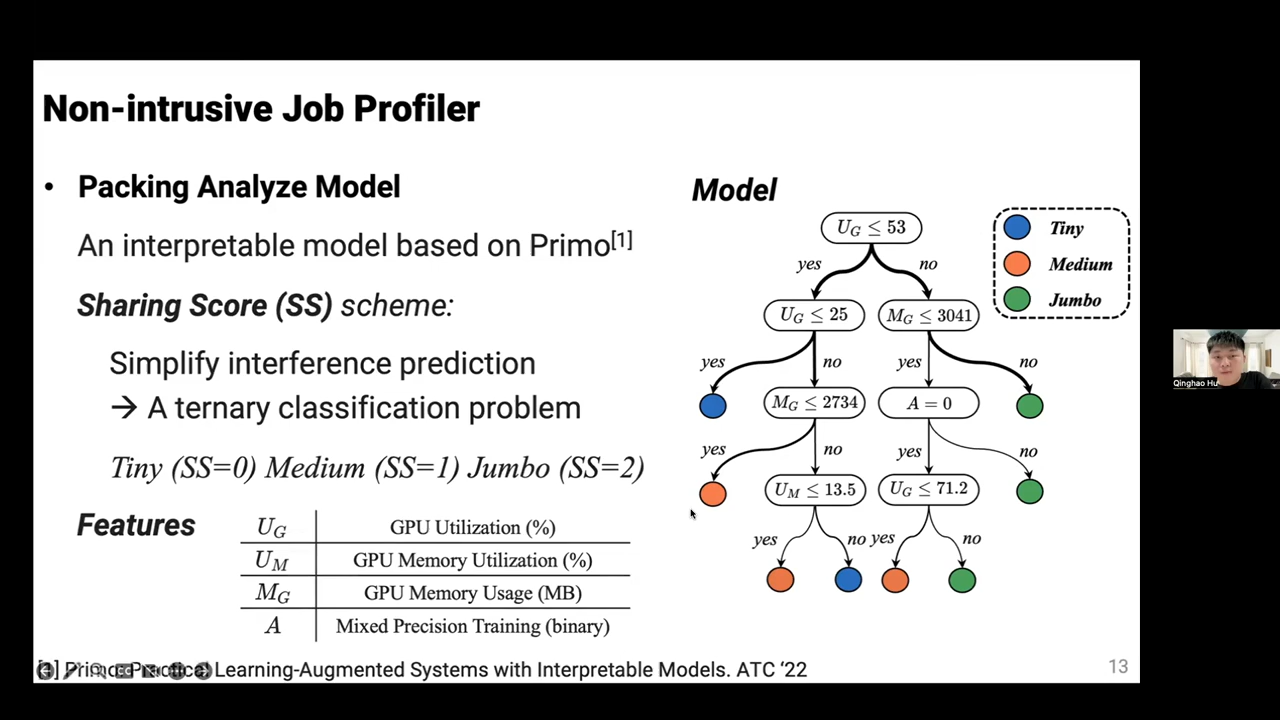 Non-intrusive Job Profiler
• Packing Analyze Model
An interpretable model based on Primo[1]
Sharing Score (SS) scheme:
Simplify interference prediction
→ A ternary classification problem
Tiny (SS=0) Medium (SS=1) Jumbo (SS=2)
Features
U_G GPU Utilization (%)
U_M GPU Memory Utilization (%)
M_G GPU Memory Usage (MB)
A Mixed Precision Training (binary)
Model
Tiny
Medium
Jumbo
U_G ≤ 53
yes no
U_G ≤ 25 M_G ≤ 3041
yes no yes no
M_G ≤ 2734 A = 0
yes no yes no
U_M ≤ 13.5 U_G ≤ 71.2
yes no yes no
[1] Primo: Practical Learning-Augmented Systems with Interpretable Models. ATC ‘22
13
Qinghao Hu